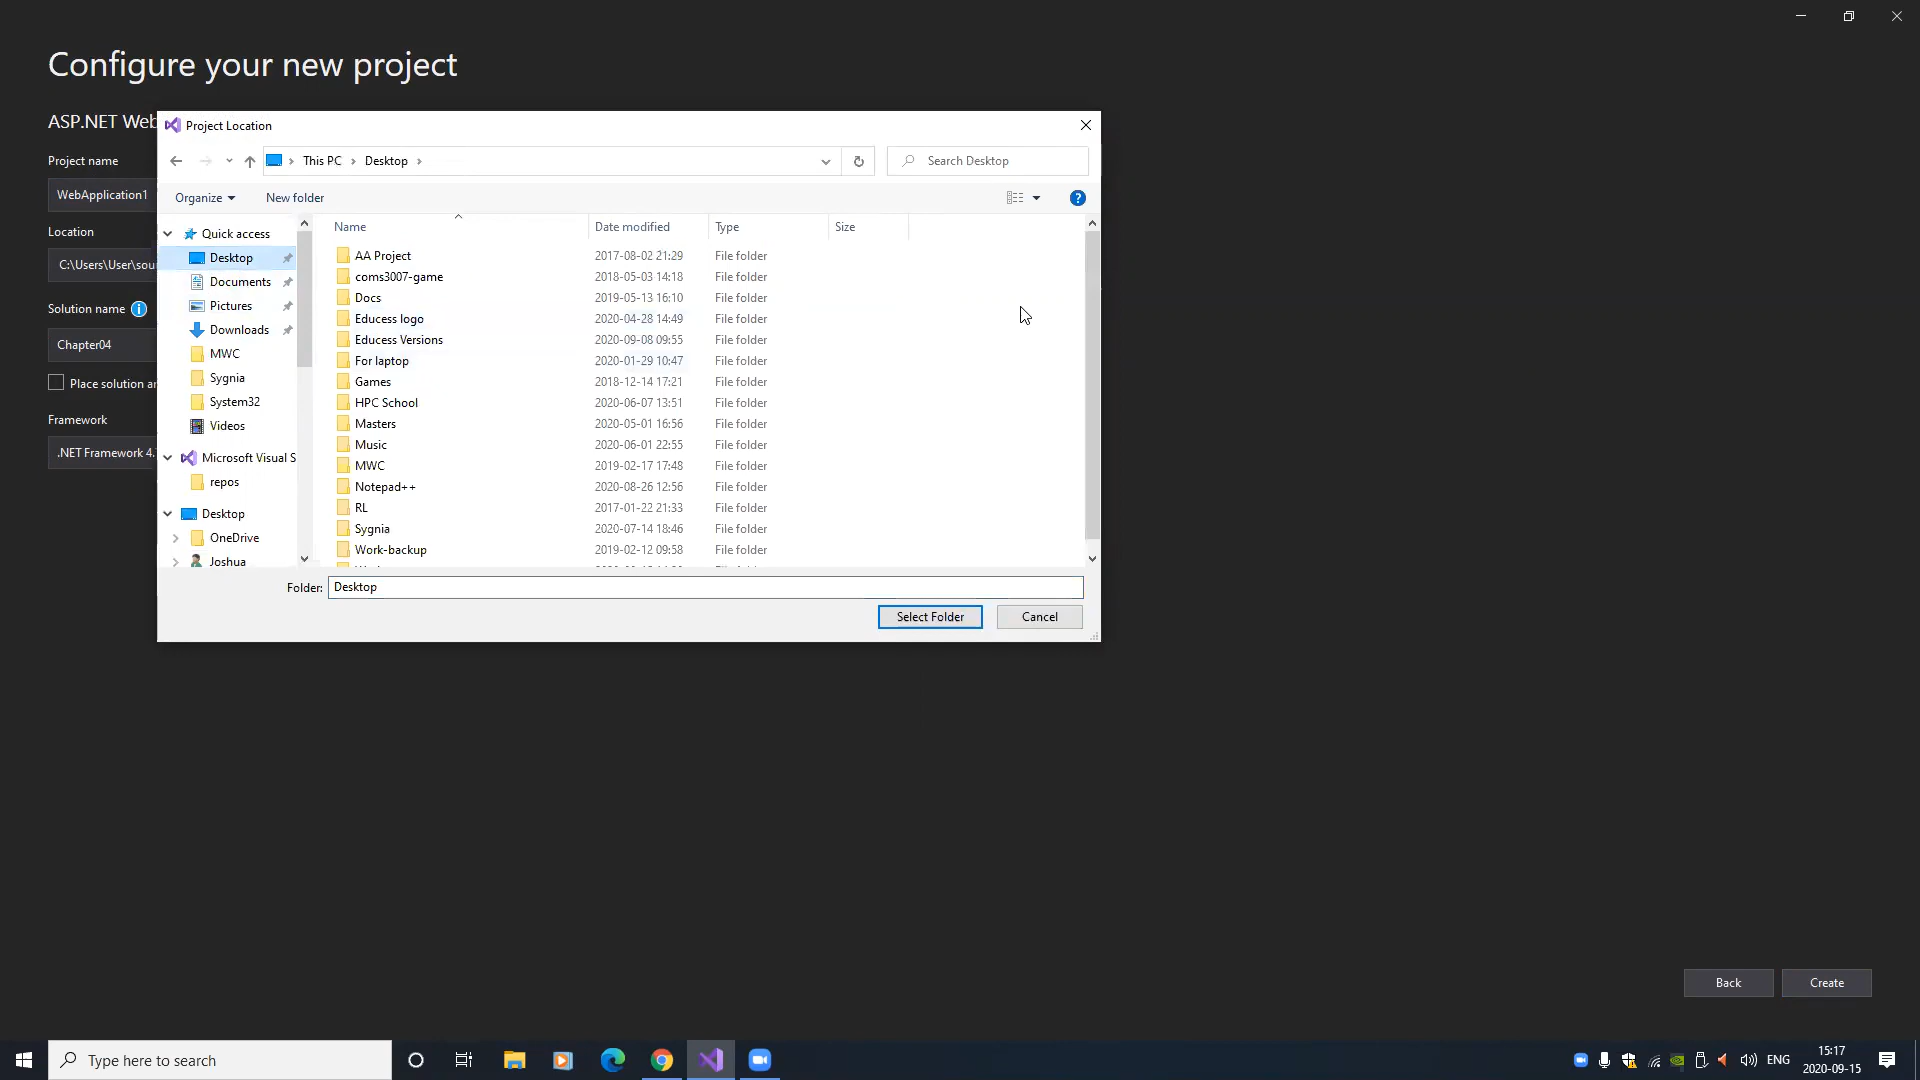 Configure your new project
ASP.NET Web
Project name
WebApplication1
Location
C:\Users\User\sou
Solution name
Chapter04
Place solution a
Framework
.NET Framework 4.
Project Location
This PC > Desktop >
Search Desktop
Organize
New folder
Quick access
Desktop
Documents
Pictures
Downloads
MWC
Sygnia
System32
Videos
Microsoft Visual S
repos
Desktop
OneDrive
Joshua
Name Date modified Type Size
AA Project 2017-08-02 21:29 File folder
coms3007-game 2018-05-03 14:18 File folder
Docs 2019-05-13 16:10 File folder
Educess logo 2020-04-28 14:49 File folder
Educess Versions 2020-09-08 09:55 File folder
For laptop 2020-01-29 10:47 File folder
Games 2018-12-14 17:21 File folder
HPC School 2020-06-07 13:51 File folder
Masters 2020-05-01 16:56 File folder
Music 2020-06-01 22:55 File folder
MWC 2019-02-17 17:48 File folder
Notepad++ 2020-08-26 12:56 File folder
RL 2017-01-22 21:33 File folder
Sygnia 2020-07-14 18:46 File folder
Work-backup 2019-02-12 09:58 File folder
Folder: Desktop
Select Folder
Cancel
Back
Create
Type here to search
ENG
15:17
2020-09-15